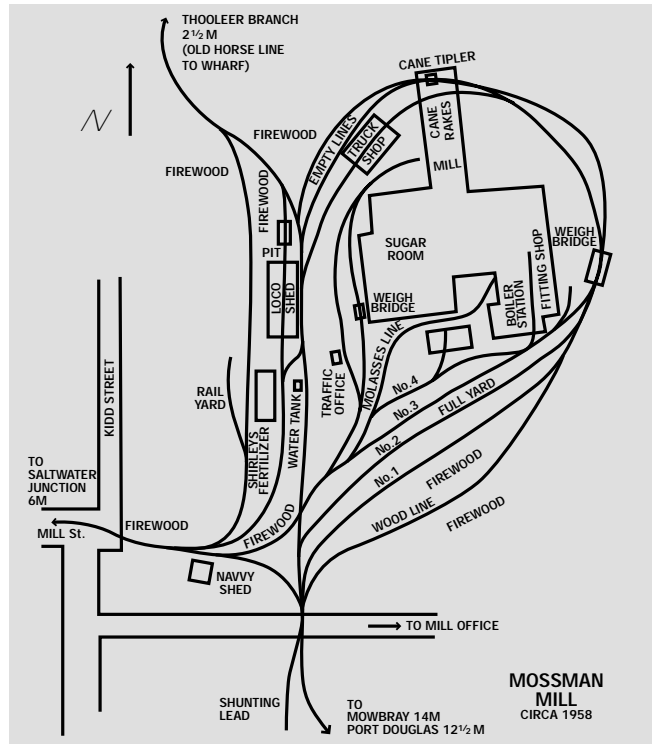 THOOLEER BRANCH
2½M
(OLD HORSE LINE
TO WHARF)
N
CANE TIPLER
FIREWOOD
EMPTY LINES
TRUCK
SHOP
CANE
RAKES
FIREWOOD
MILL
FIREWOOD
PIT
SUGAR
ROOM
WEIGH
BRIDGE
LOCO
SHED
WEIGH
BRIDGE
BOILER
STATION
FITTING SHOP
KIDD STREET
RAIL
YARD
SHIRLEYS
FERTILIZER
WATER TANK
TRAFFIC
OFFICE
MOLASSES LINE
No.4
No.3
FULL YARD
No.2
No.1
FIREWOOD
WOOD LINE
FIREWOOD
TO
SALTWATER
JUNCTION
6M
MILL St.
FIREWOOD
FIREWOOD
NAVVY
SHED
TO MILL OFFICE
SHUNTING
LEAD
TO
MOWBRAY 14M
PORT DOUGLAS 12½M
MOSSMAN
MILL
CIRCA 1958